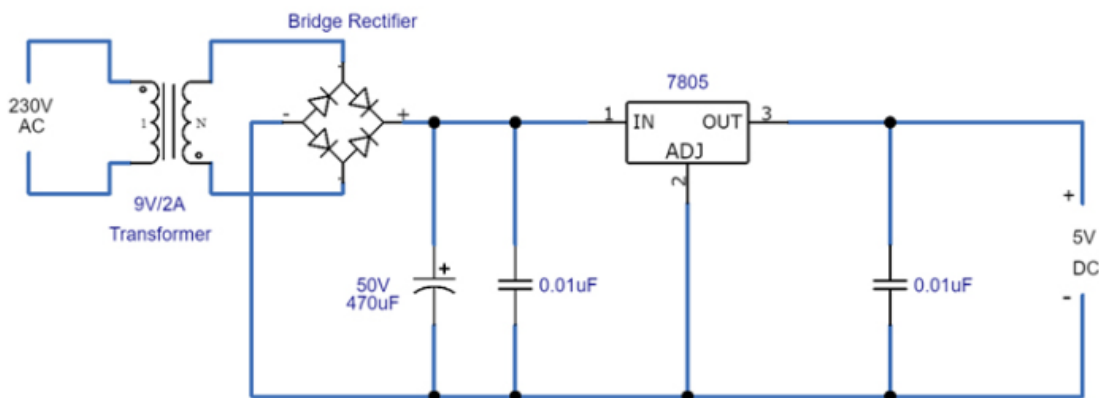 Bridge Rectifier
230V
AC
1
N
9V/2A
Transformer
-
+
7805
1
IN
OUT
3
ADJ
2
50V
470uF
+
0.01uF
0.01uF
+
5V
DC
-